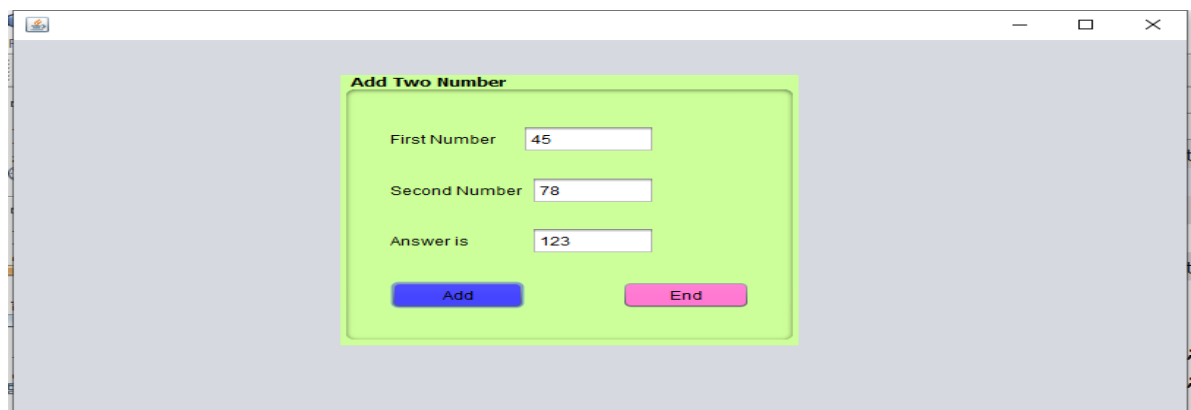 Add Two Number
First Number 45
Second Number 78
Answer is 123
Add End